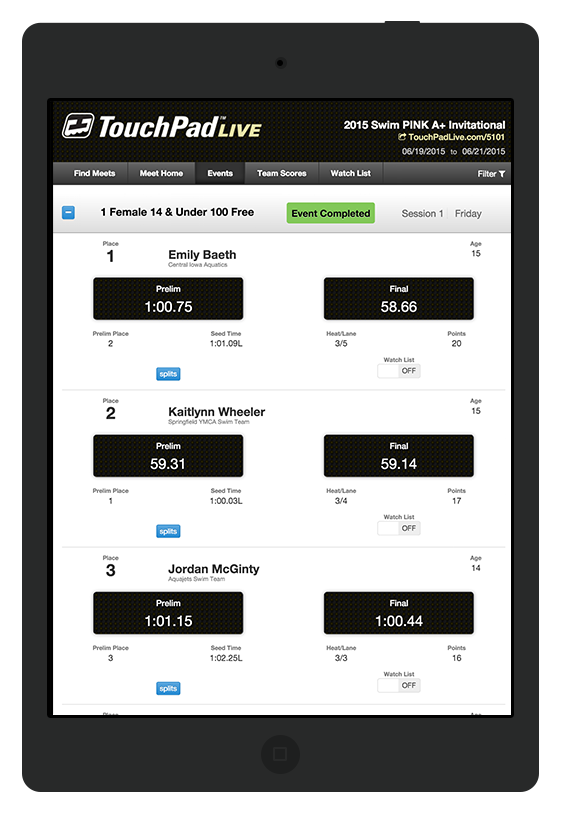 TouchPad LIVE
TM
2015 Swim PINK A+ Invitational
TouchPadLive.com/5101
06/19/2015 to 06/21/2015
Find Meets Meet Home Events Team Scores Watch List Filter
1 Female 14 & Under 100 Free Event Completed Session 1 Friday
Place Age
1 Emily Baeth 15
Central Iowa Aquatics
Prelim Final
1:00.75 58.66
Prelim Place Seed Time Heat/Lane Points
2 1:01.09L 3/5 20
Watch List
splits OFF
Place Age
2 Kaitlynn Wheeler 15
Springfield YMCA Swim Team
Prelim Final
59.31 59.14
Prelim Place Seed Time Heat/Lane Points
1 1:00.03L 3/4 17
Watch List
splits OFF
Place Age
3 Jordan McGinty 14
Aquajets Swim Team
Prelim Final
1:01.15 1:00.44
Prelim Place Seed Time Heat/Lane Points
3 1:02.25L 3/3 16
Watch List
splits OFF
Place Age